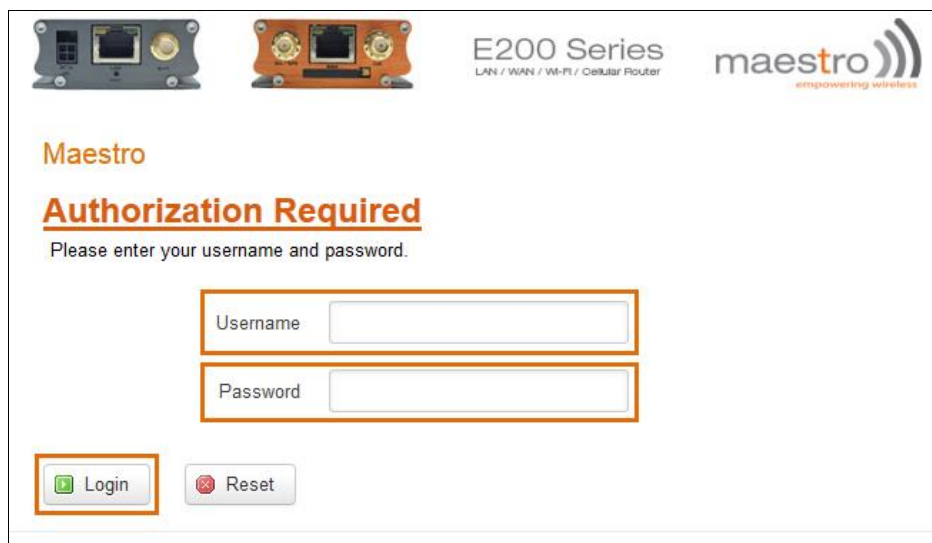 E200 Series
LAN / WAN / Wi-Fi / Cellular Router
maestro
empowering wireless
Maestro
Authorization Required
Please enter your username and password.
Username
Password
Login
Reset